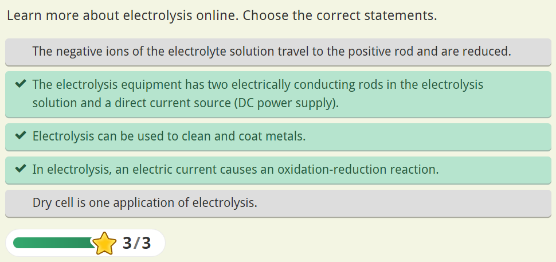 Learn more about electrolysis online. Choose the correct statements.
The negative ions of the electrolyte solution travel to the positive rod and are reduced.
The electrolysis equipment has two electrically conducting rods in the electrolysis
solution and a direct current source (DC power supply).
Electrolysis can be used to clean and coat metals.
In electrolysis, an electric current causes an oxidation-reduction reaction.
Dry cell is one application of electrolysis.
3/3